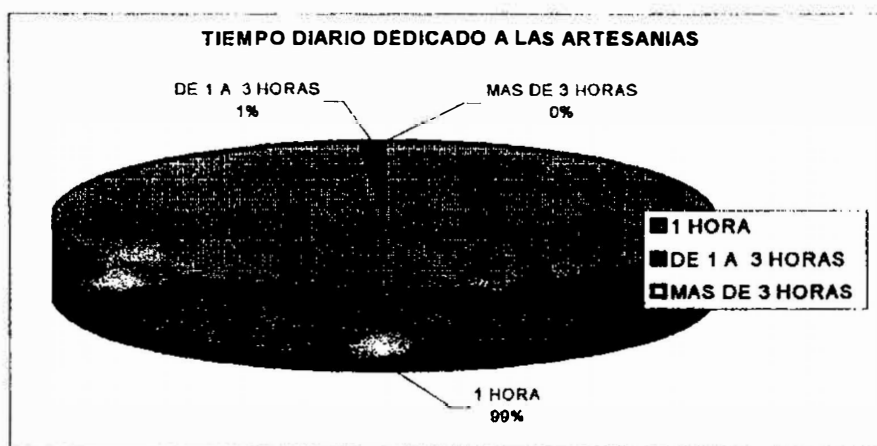 TIEMPO DIARIO DEDICADO A LAS ARTESANIAS
DE 1 A 3 HORAS
1%
MAS DE 3 HORAS
0%
1 HORA
DE 1 A 3 HORAS
MAS DE 3 HORAS
1 HORA
99%